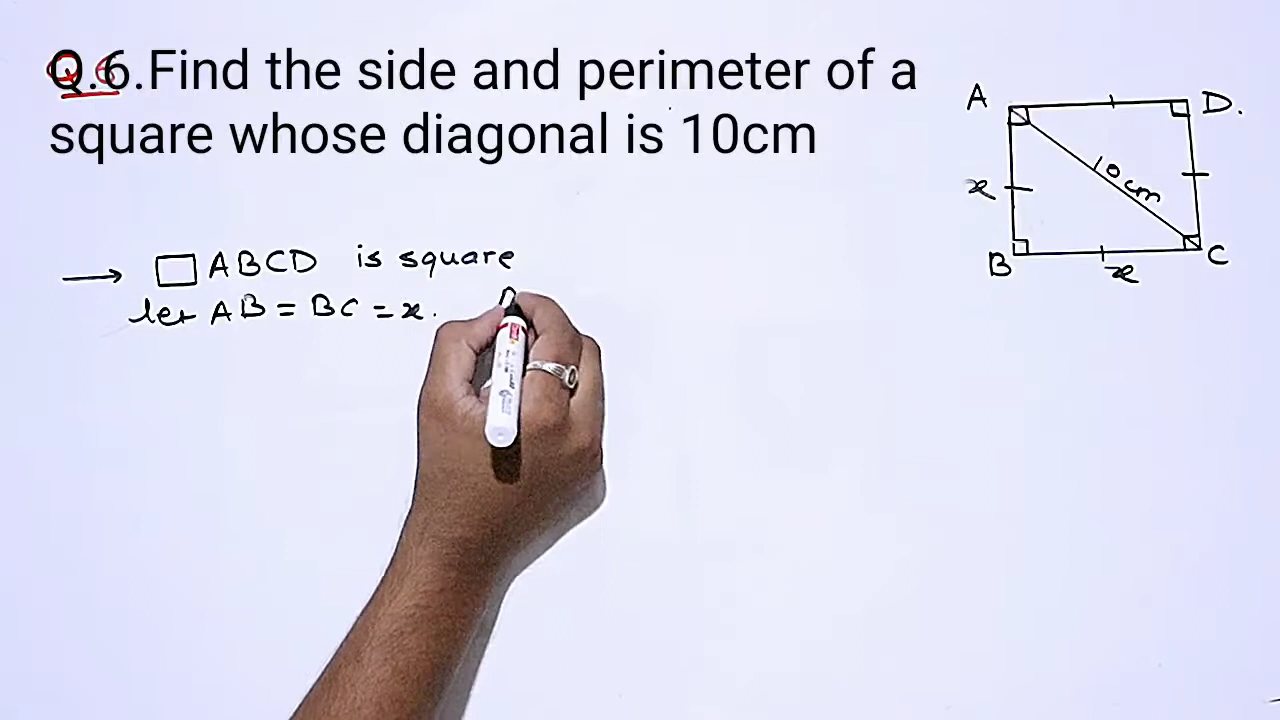 Q.6.Find the side and perimeter of a
square whose diagonal is 10cm
A
D.
x
10cm
B
x
C
→ □ABCD is square
let AB = BC = x.